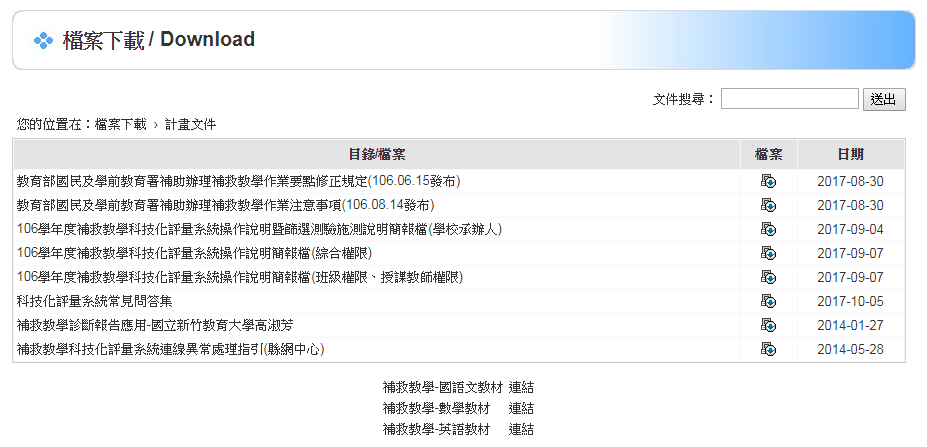 檔案下載 / Download
文件搜尋： 送出
您的位置在：檔案下載 › 計畫文件
目錄/檔案 檔案 日期
教育部國民及學前教育署補助辦理補救教學作業要點修正規定(106.06.15發布) 2017-08-30
教育部國民及學前教育署補助辦理補救教學作業注意事項(106.08.14發布) 2017-08-30
106學年度補救教學科技化評量系統操作說明暨篩選測驗施測說明簡報檔(學校承辦人) 2017-09-04
106學年度補救教學科技化評量系統操作說明簡報檔(綜合權限) 2017-09-07
106學年度補救教學科技化評量系統操作說明簡報檔(班級權限、授課教師權限) 2017-09-07
科技化評量系統常見問答集 2017-10-05
補救教學診斷報告應用-國立新竹教育大學高淑芳 2014-01-27
補救教學科技化評量系統連線異常處理指引(縣網中心) 2014-05-28
補救教學-國語文教材 連結
補救教學-數學教材 連結
補救教學-英語教材 連結